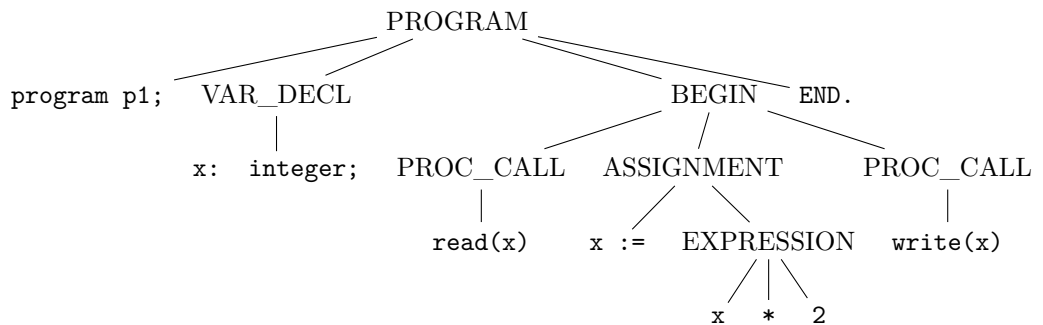 PROGRAM
program p1; VAR_DECL BEGIN END.
x: integer; PROC_CALL ASSIGNMENT PROC_CALL
read(x) x := EXPRESSION write(x)
x * 2